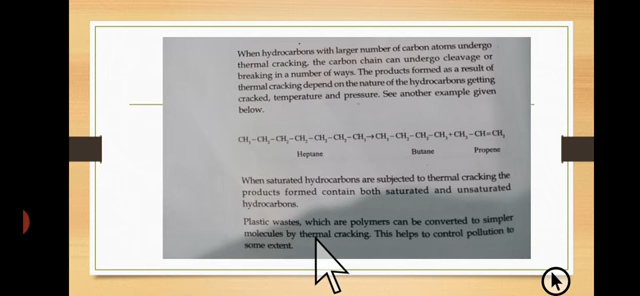 When hydrocarbons with larger number of carbon atoms undergo
thermal cracking, the carbon chain can undergo cleavage or
breaking in a number of ways. The products formed as a result of
thermal cracking depend on the nature of the hydrocarbons getting
cracked, temperature and pressure. See another example given
below.
CH₃–CH₂–CH₂–CH₂–CH₂–CH₂–CH₃→CH₃–CH₂–CH₂–CH₃+CH₃–CH=CH₂
Heptane Butane Propene
When saturated hydrocarbons are subjected to thermal cracking the
products formed contain both saturated and unsaturated
hydrocarbons.
Plastic wastes, which are polymers can be converted to simpler
molecules by thermal cracking. This helps to control pollution to
some extent.